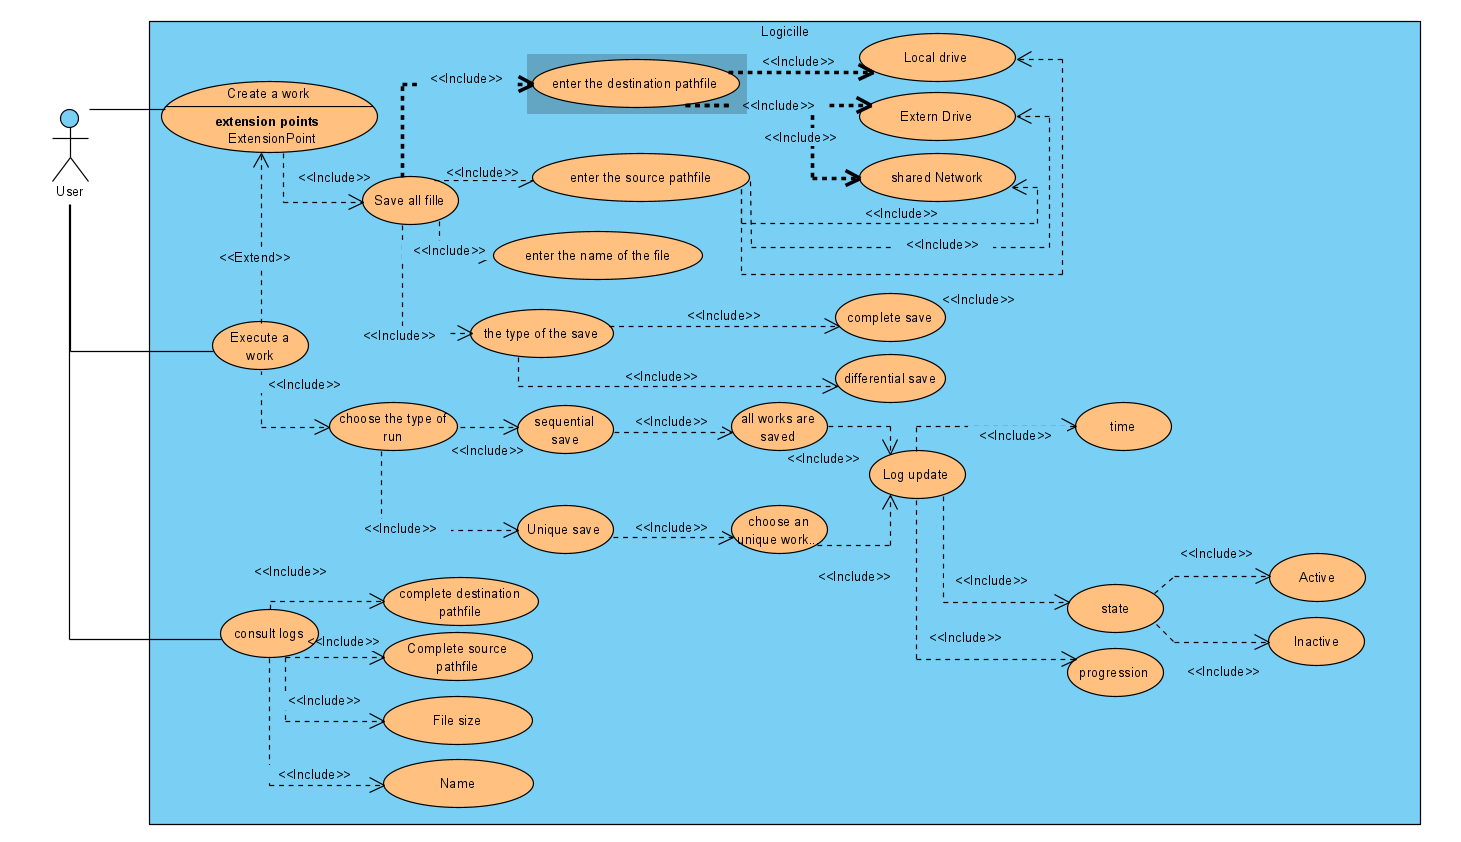 Logicille
User
Create a work
extension points
ExtensionPoint
<<Include>>
enter the destination pathfile
<<Include>>
Local drive
<<Include>>
Extern Drive
<<Include>>
<<Include>>
Save all fille
<<Include>>
enter the source pathfile
shared Network
<<Include>>
<<Include>>
<<Include>>
enter the name of the file
<<Extend>>
<<Include>>
<<Include>>
the type of the save
<<Include>>
complete save
Execute a
work
<<Include>>
differential save
<<Include>>
choose the type of
run
<<Include>>
sequential
save
<<Include>>
all works are
saved
<<Include>>
<<Include>>
time
Log update
<<Include>>
Unique save
<<Include>>
choose an
unique work..
<<Include>>
<<Include>>
state
<<Include>>
Active
<<Include>>
Inactive
<<Include>>
progression
<<Include>>
complete destination
pathfile
consult logs
<<Include>>
Complete source
pathfile
<<Include>>
File size
<<Include>>
Name